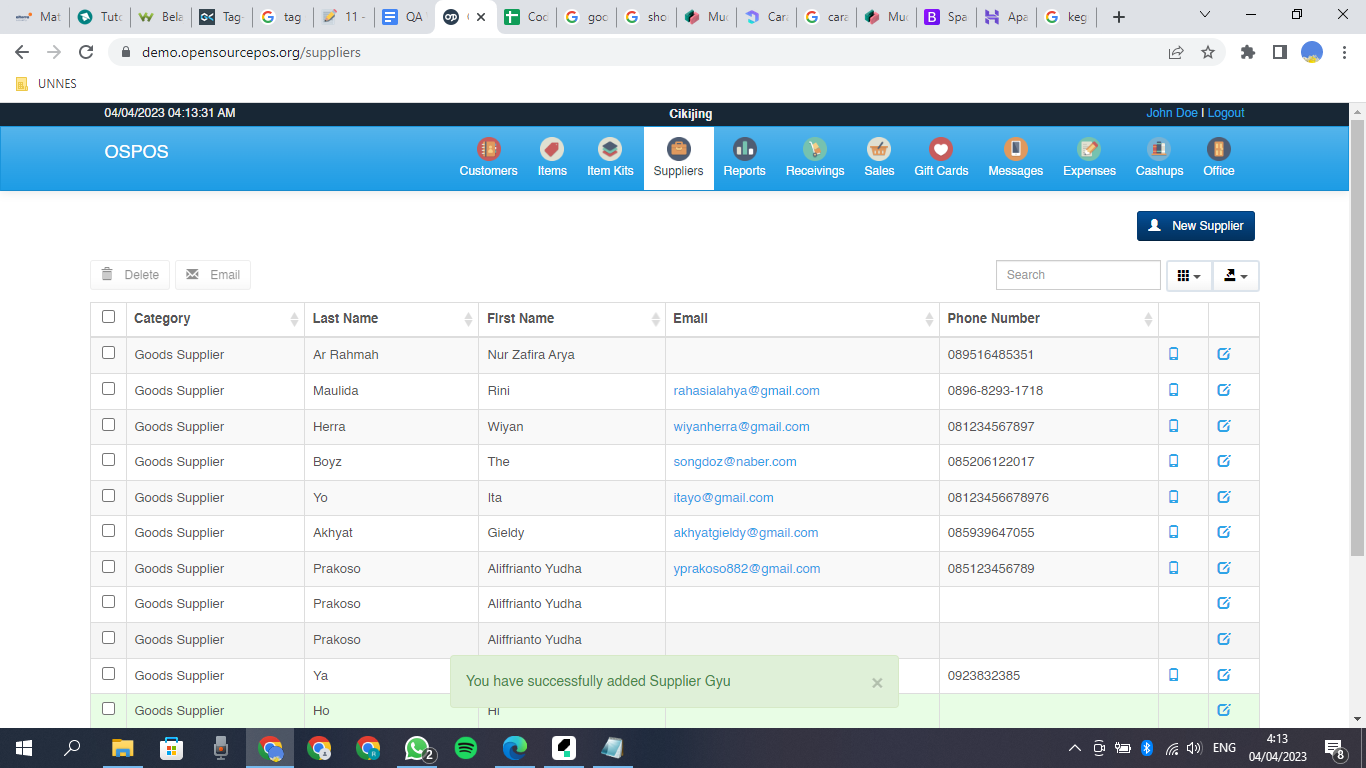 Mat
Tuto
Bela
Tag-
tag
11 -
QA
Cod
goo
sho
Muc
Cara
cara
Muc
Spa
Apa
keg
demo.opensourcepos.org/suppliers
UNNES
04/04/2023 04:13:31 AM
Cikijing
John Doe | Logout
OSPOS
Customers
Items
Item Kits
Suppliers
Reports
Receivings
Sales
Gift Cards
Messages
Expenses
Cashups
Office
New Supplier
Delete
Email
Search
Category Last Name First Name Email Phone Number
Goods Supplier Ar Rahmah Nur Zafira Arya 089516485351
Goods Supplier Maulida Rini rahasialahya@gmail.com 0896-8293-1718
Goods Supplier Herra Wiyan wiyanherra@gmail.com 081234567897
Goods Supplier Boyz The songdoz@naber.com 085206122017
Goods Supplier Yo Ita itayo@gmail.com 08123456678976
Goods Supplier Akhyat Gieldy akhyatgieldy@gmail.com 085939647055
Goods Supplier Prakoso Aliffrianto Yudha yprakoso882@gmail.com 085123456789
Goods Supplier Prakoso Aliffrianto Yudha
Goods Supplier Prakoso Aliffrianto Yudha
Goods Supplier Ya 0923832385
You have successfully added Supplier Gyu ×
Goods Supplier Ho Hi
2
ENG
4:13
04/04/2023
8